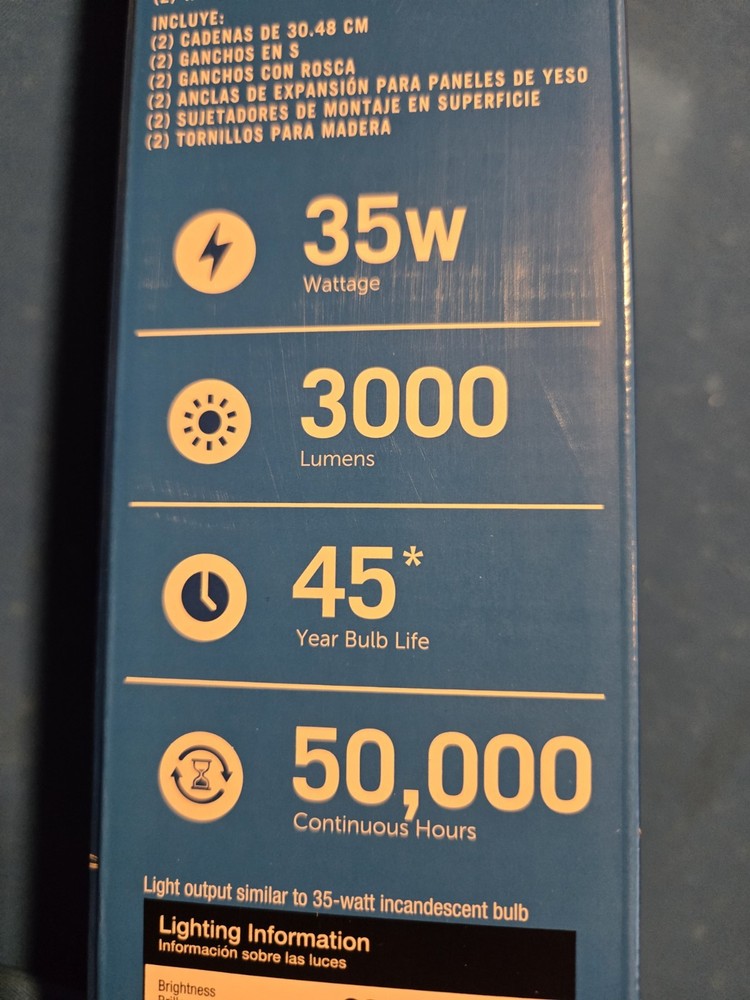 INCLUYE:
(2) CADENAS DE 30.48 CM
(2) GANCHOS EN S
(2) GANCHOS CON ROSCA
(2) ANCLAS DE EXPANSIÓN PARA PANELES DE YESO
(2) SUJETADORES DE MONTAJE EN SUPERFICIE
(2) TORNILLOS PARA MADERA
35W
Wattage
3000
Lumens
45*
Year Bulb Life
50,000
Continuous Hours
Light output similar to 35-watt incandescent bulb
Lighting Information
Información sobre las luces
Brightness